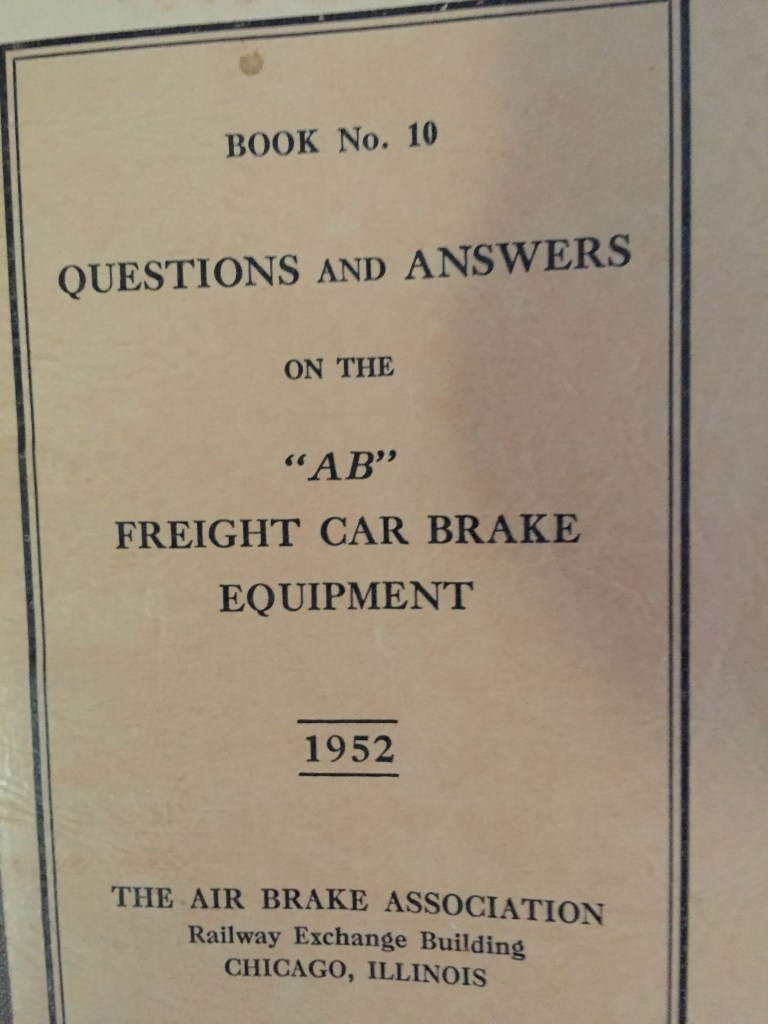 BOOK No. 10
QUESTIONS AND ANSWERS
ON THE
“AB”
FREIGHT CAR BRAKE
EQUIPMENT
1952
THE AIR BRAKE ASSOCIATION
Railway Exchange Building
CHICAGO, ILLINOIS